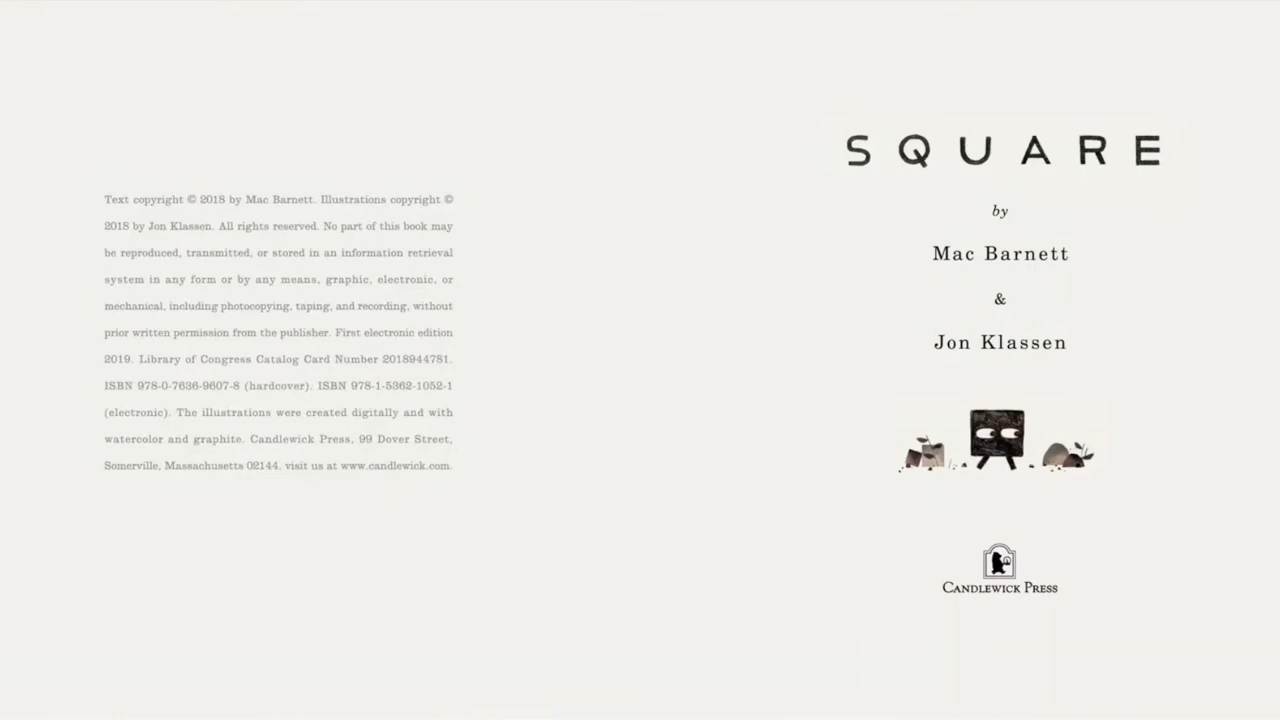 Text copyright © 2018 by Mac Barnett. Illustrations copyright ©
2018 by Jon Klassen. All rights reserved. No part of this book may
be reproduced, transmitted, or stored in an information retrieval
system in any form or by any means, graphic, electronic, or
mechanical, including photocopying, taping, and recording, without
prior written permission from the publisher. First electronic edition
2019. Library of Congress Catalog Card Number 2018944781.
ISBN 978-0-7636-9607-8 (hardcover). ISBN 978-1-5362-1052-1
(electronic). The illustrations were created digitally and with
watercolor and graphite. Candlewick Press, 99 Dover Street,
Somerville, Massachusetts 02144. visit us at www.candlewick.com.
SQUARE
by
Mac Barnett
&
Jon Klassen
CANDLEWICK PRESS